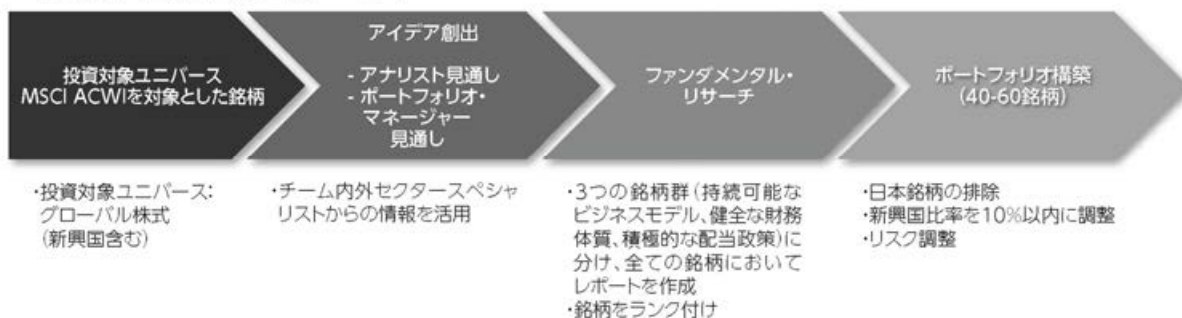 投資対象ユニバース
MSCI ACWIを対象とした銘柄
アイデア創出
- アナリスト見通し
- ポートフォリオ・
マネージャー
見通し
ファンダメンタル・
リサーチ
ポートフォリオ構築
(40-60銘柄)
・投資対象ユニバース:
グローバル株式
(新興国含む)
・チーム内外セクタースペシャ
リストからの情報を活用
・3つの銘柄群(持続可能な
ビジネスモデル、健全な財務
体質、積極的な配当政策)に
分け、全ての銘柄において
レポートを作成
・銘柄をランク付け
・日本銘柄の排除
・新興国比率を10%以内に調整
・リスク調整